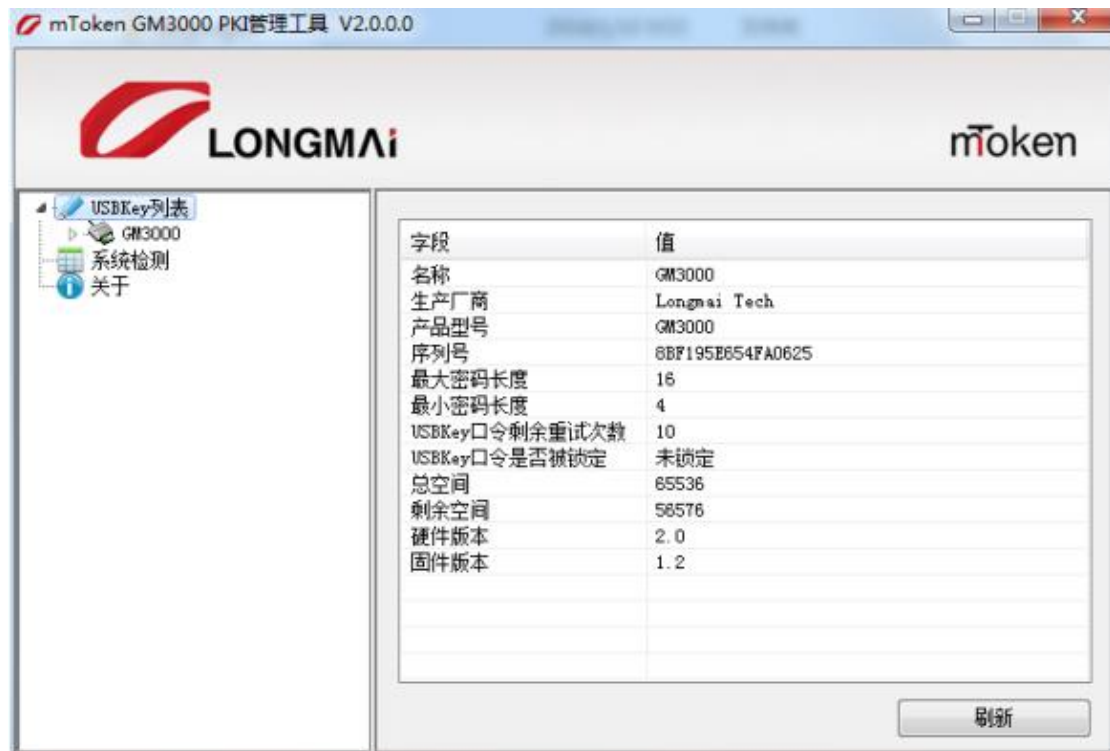 mToken GM3000 PKI管理工具 V2.0.0.0
LONGMAi
mToken
USBKey列表
GM3000
系统检测
关于
字段 值
名称 GM3000
生产厂商 Longmai Tech
产品型号 GM3000
序列号 8BF195E654FA0625
最大密码长度 16
最小密码长度 4
USBKey口令剩余重试次数 10
USBKey口令是否被锁定 未锁定
总空间 65536
剩余空间 56576
硬件版本 2.0
固件版本 1.2
刷新